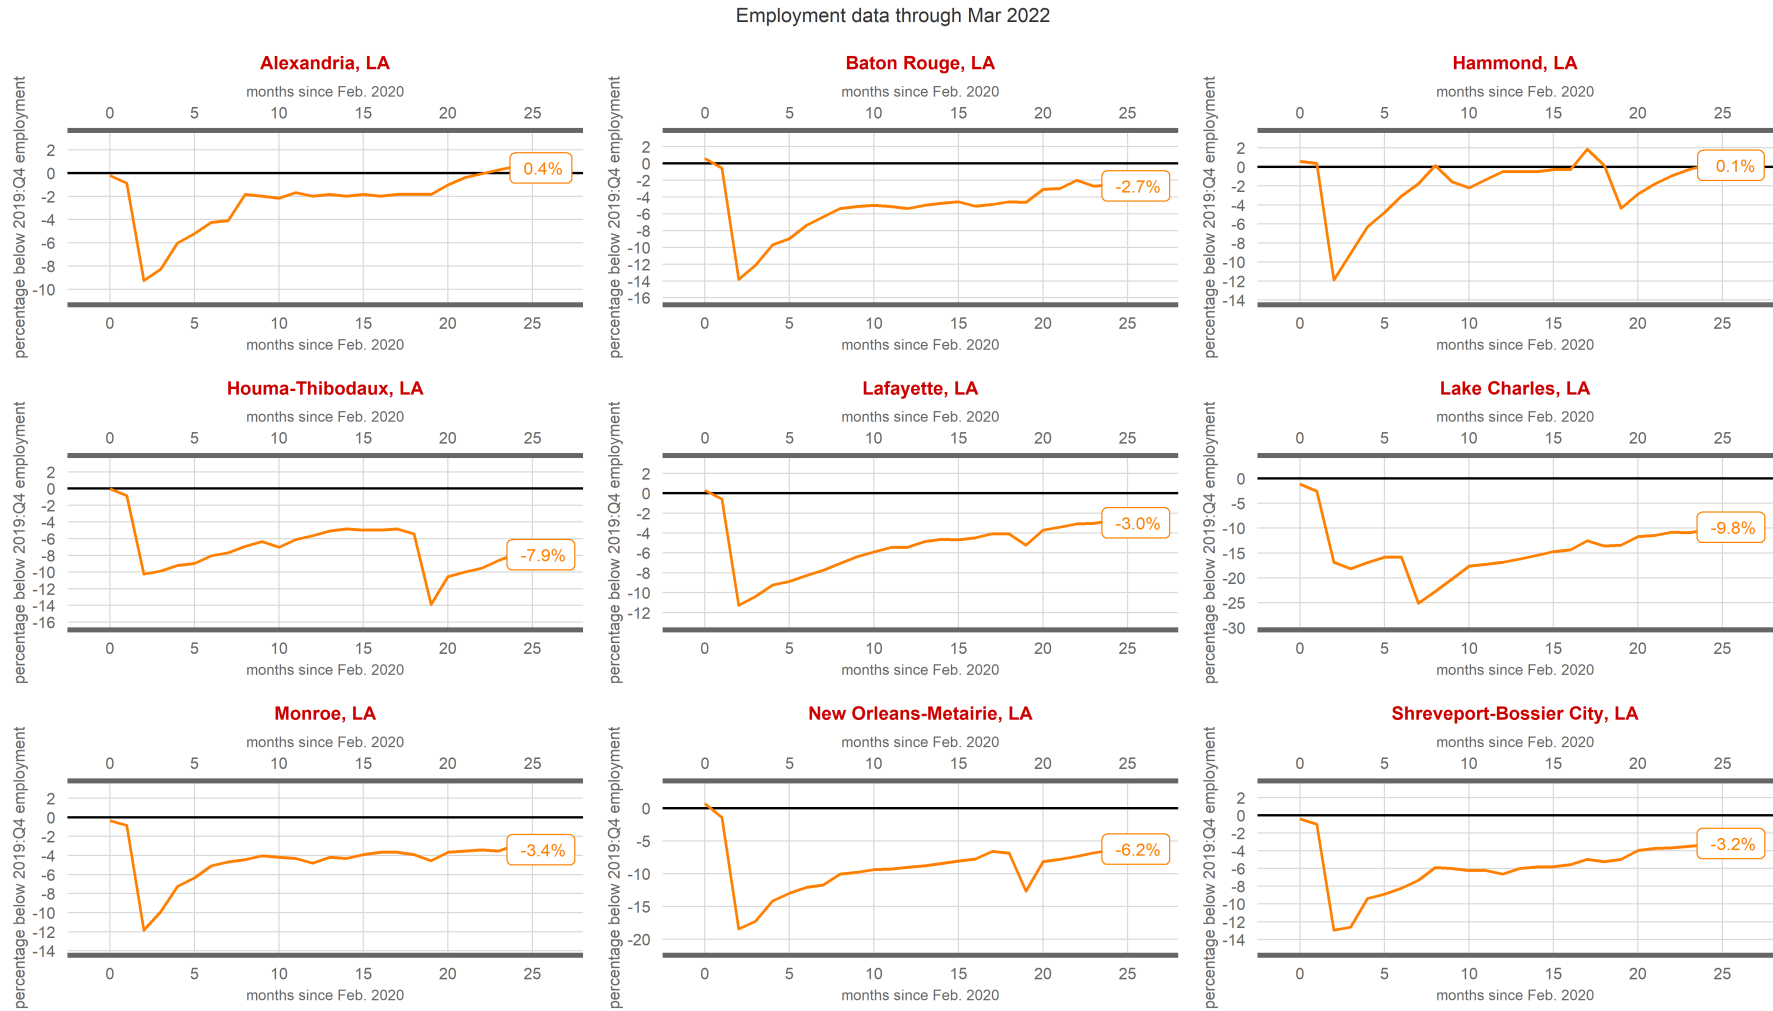 Employment data through Mar 2022
Alexandria, LA
months since Feb. 2020
0 5 10 15 20 25
percentage below 2019:Q4 employment
2
0
-2
-4
-6
-8
-10
0.4%
0 5 10 15 20 25
months since Feb. 2020
Baton Rouge, LA
months since Feb. 2020
0 5 10 15 20 25
percentage below 2019:Q4 employment
2
0
-2
-4
-6
-8
-10
-12
-14
-16
-2.7%
0 5 10 15 20 25
months since Feb. 2020
Hammond, LA
months since Feb. 2020
0 5 10 15 20 25
percentage below 2019:Q4 employment
2
0
-2
-4
-6
-8
-10
-12
-14
0.1%
0 5 10 15 20 25
months since Feb. 2020
Houma-Thibodaux, LA
months since Feb. 2020
0 5 10 15 20 25
percentage below 2019:Q4 employment
2
0
-2
-4
-6
-8
-10
-12
-14
-16
-7.9%
0 5 10 15 20 25
months since Feb. 2020
Lafayette, LA
months since Feb. 2020
0 5 10 15 20 25
percentage below 2019:Q4 employment
2
0
-2
-4
-6
-8
-10
-12
-3.0%
0 5 10 15 20 25
months since Feb. 2020
Lake Charles, LA
months since Feb. 2020
0 5 10 15 20 25
percentage below 2019:Q4 employment
0
-5
-10
-15
-20
-25
-30
-9.8%
0 5 10 15 20 25
months since Feb. 2020
Monroe, LA
months since Feb. 2020
0 5 10 15 20 25
percentage below 2019:Q4 employment
2
0
-2
-4
-6
-8
-10
-12
-14
-3.4%
0 5 10 15 20 25
months since Feb. 2020
New Orleans-Metairie, LA
months since Feb. 2020
0 5 10 15 20 25
percentage below 2019:Q4 employment
0
-5
-10
-15
-20
-6.2%
0 5 10 15 20 25
months since Feb. 2020
Shreveport-Bossier City, LA
months since Feb. 2020
0 5 10 15 20 25
percentage below 2019:Q4 employment
2
0
-2
-4
-6
-8
-10
-12
-14
-3.2%
0 5 10 15 20 25
months since Feb. 2020